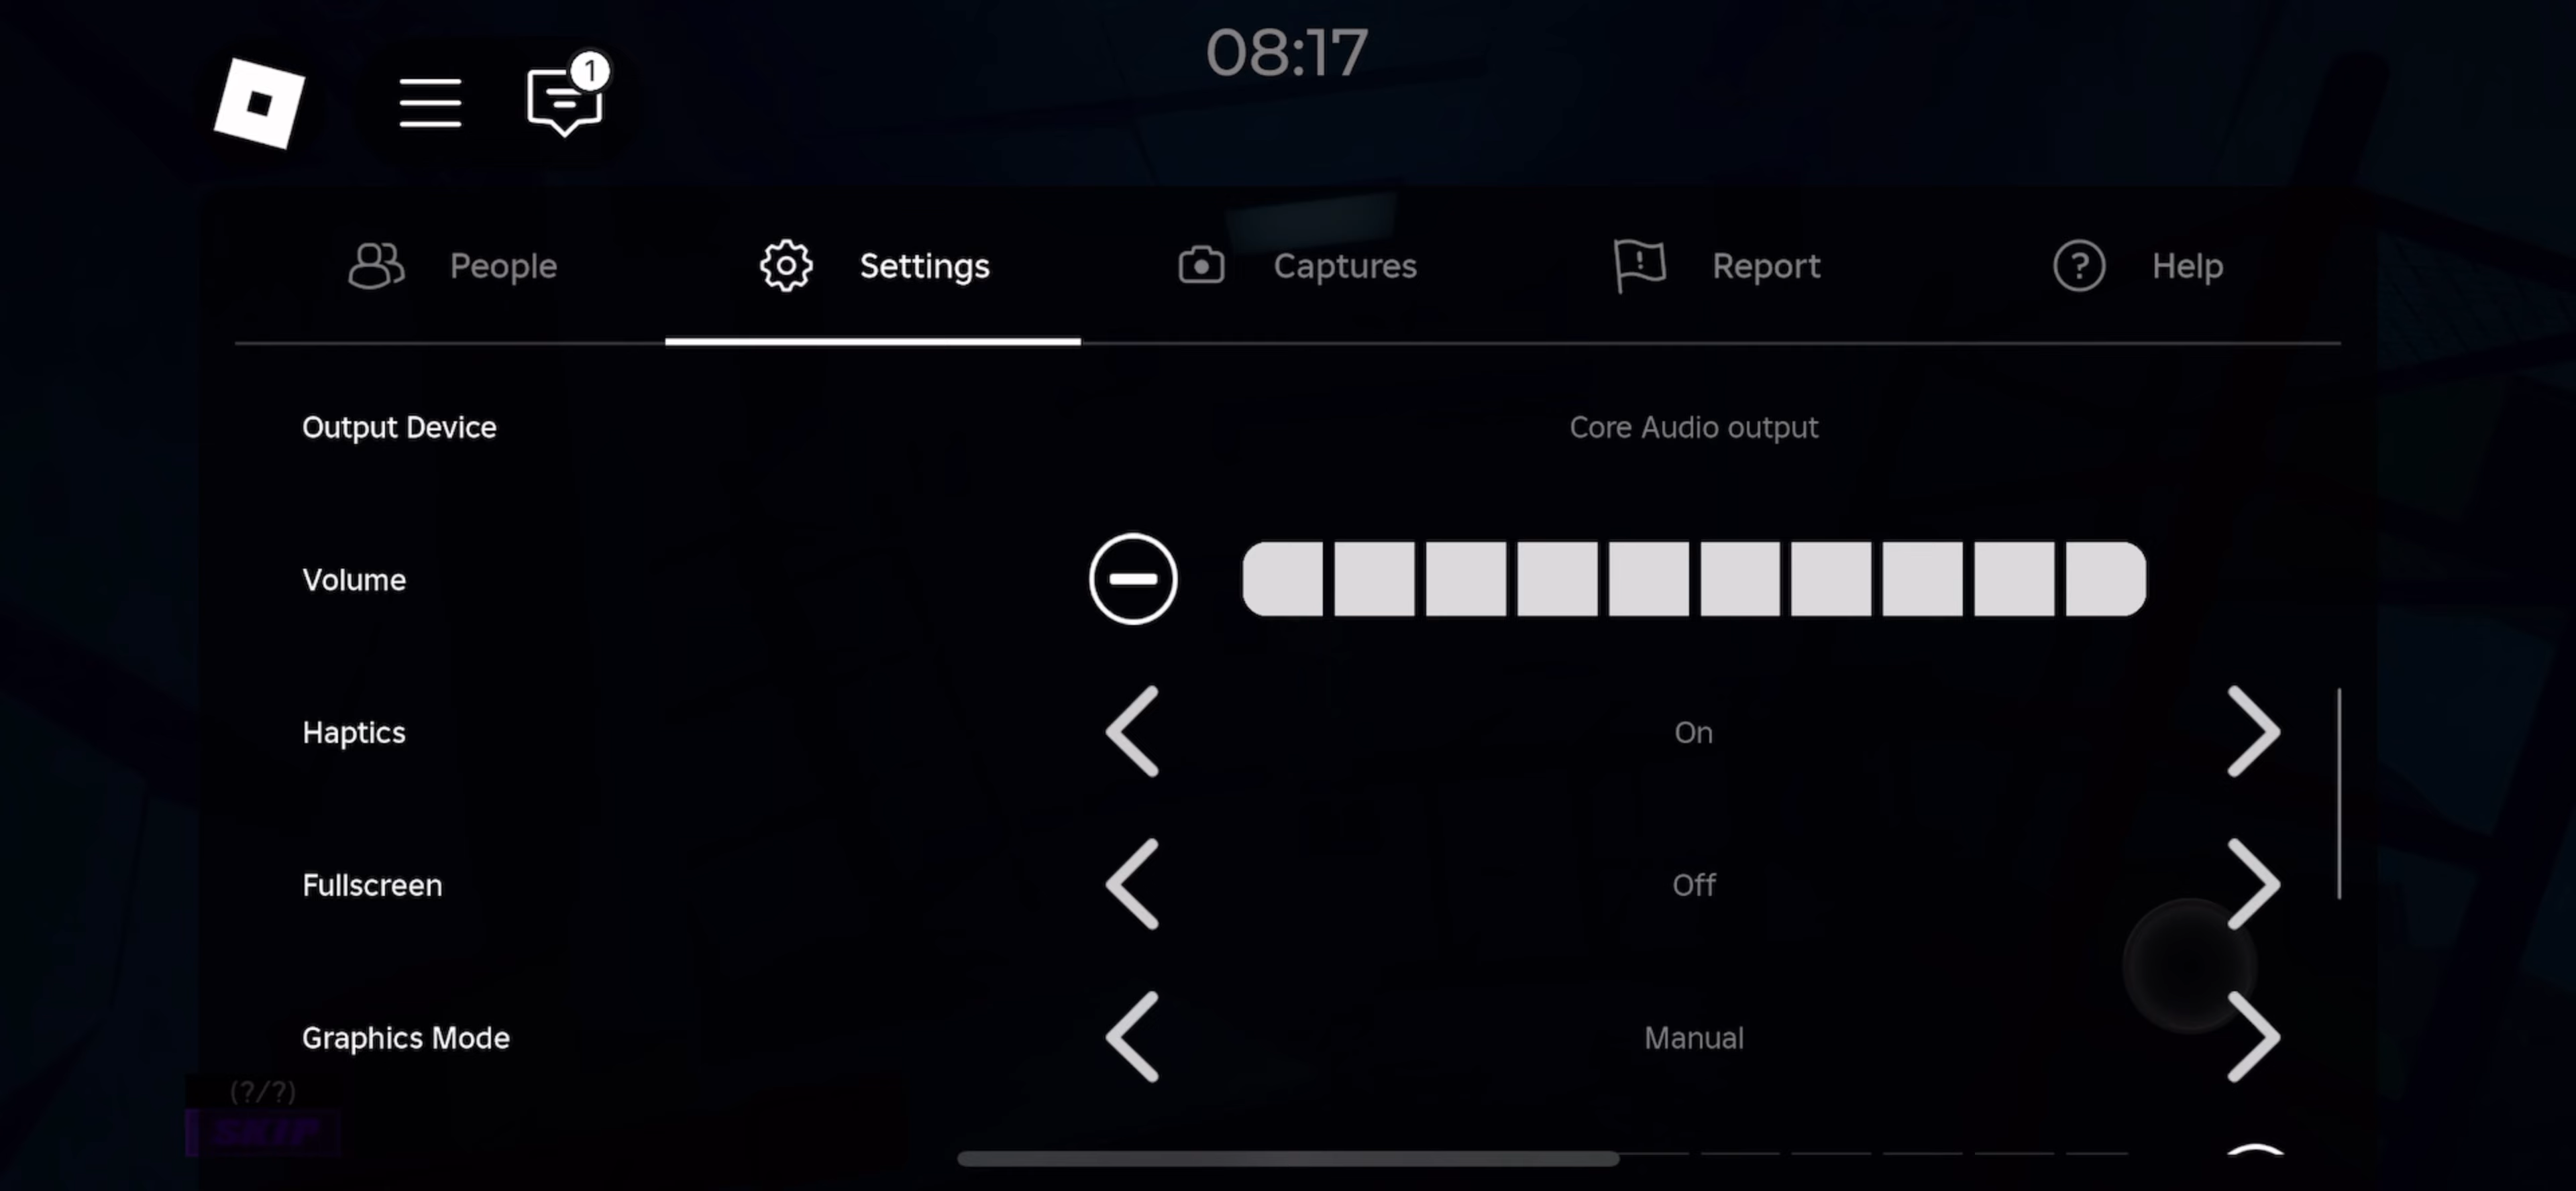 08:17
1
People
Settings
Captures
Report
Help
Output Device
Core Audio output
Volume
Haptics
On
Fullscreen
Off
Graphics Mode
Manual
(?/?)
SKIP